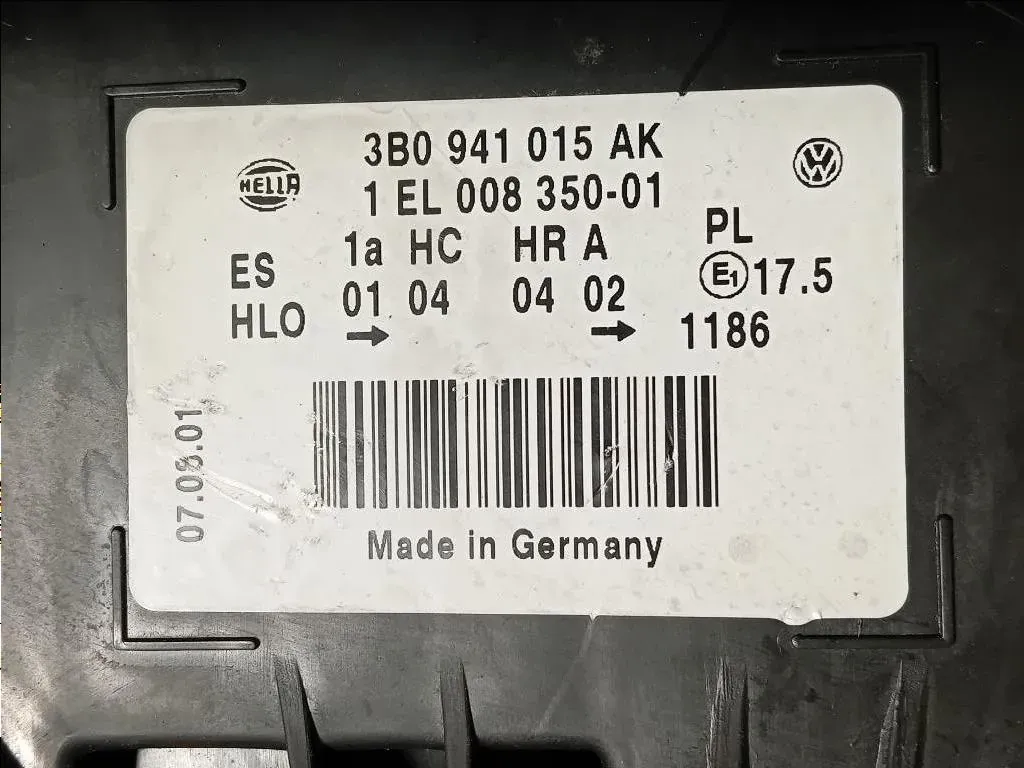 3B0 941 015 AK
HELLA
1 EL 008 350-01
VW
1a HC HR A PL
ES 01 04 04 02 E1 17.5
HLO → → 1186
07.08.01
Made in Germany